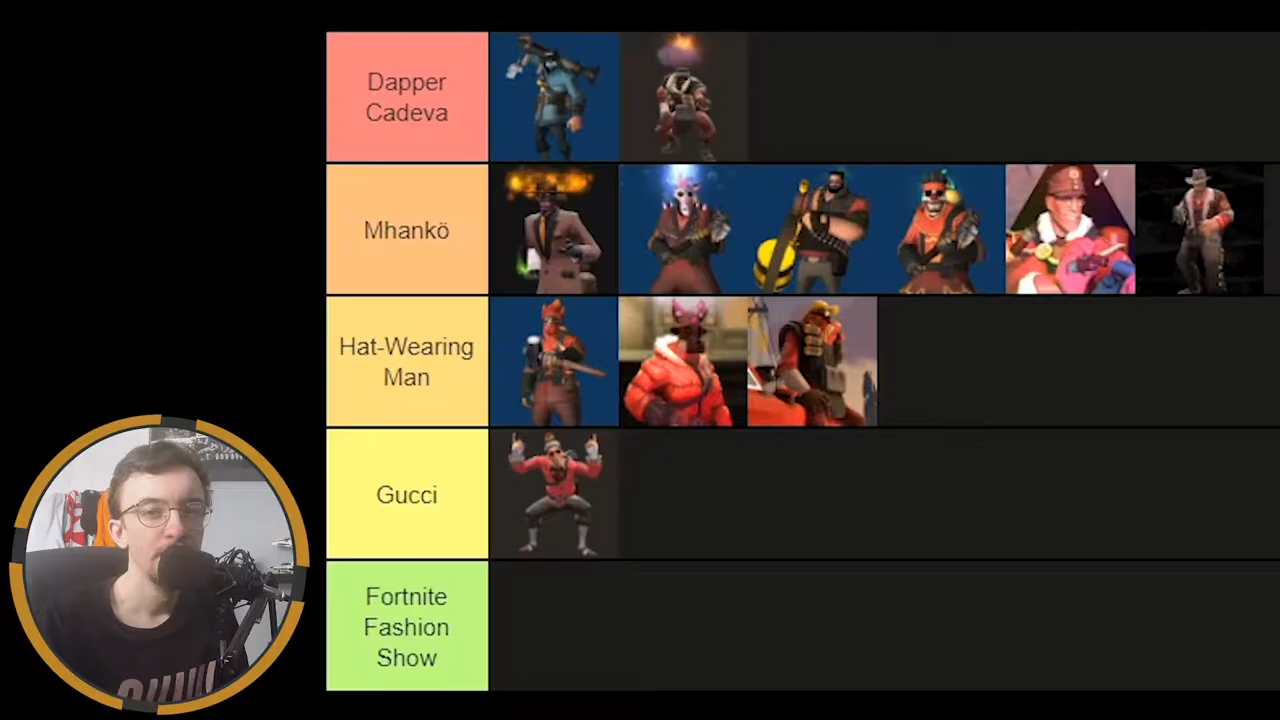 Dapper
Cadeva
Mhankö
Hat-Wearing
Man
Gucci
Fortnite
Fashion
Show